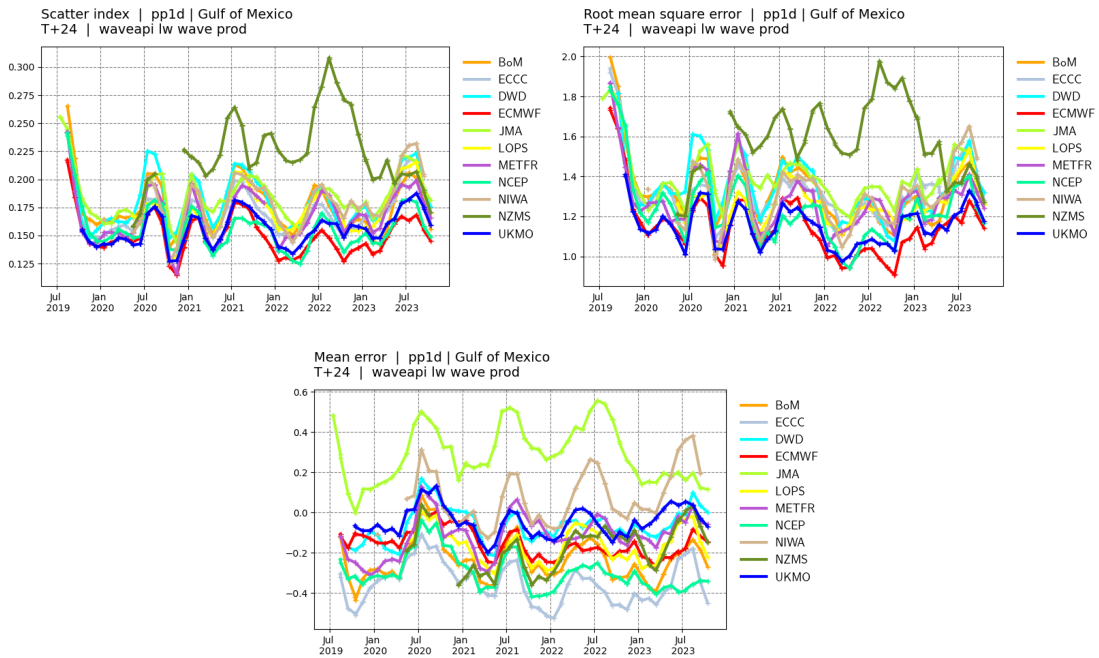 Scatter index | pp1d | Gulf of Mexico
T+24 | waveapi lw wave prod
0.300
0.275
0.250
0.225
0.200
0.175
0.150
0.125
Jul 2019
Jan 2020
Jul 2020
Jan 2021
Jul 2021
Jan 2022
Jul 2022
Jan 2023
Jul 2023
BoM
ECCC
DWD
ECMWF
JMA
LOPS
METFR
NCEP
NIWA
NZMS
UKMO
Root mean square error | pp1d | Gulf of Mexico
T+24 | waveapi lw wave prod
2.0
1.8
1.6
1.4
1.2
1.0
Jul 2019
Jan 2020
Jul 2020
Jan 2021
Jul 2021
Jan 2022
Jul 2022
Jan 2023
Jul 2023
BoM
ECCC
DWD
ECMWF
JMA
LOPS
METFR
NCEP
NIWA
NZMS
UKMO
Mean error | pp1d | Gulf of Mexico
T+24 | waveapi lw wave prod
0.6
0.4
0.2
0.0
−0.2
−0.4
Jul 2019
Jan 2020
Jul 2020
Jan 2021
Jul 2021
Jan 2022
Jul 2022
Jan 2023
Jul 2023
BoM
ECCC
DWD
ECMWF
JMA
LOPS
METFR
NCEP
NIWA
NZMS
UKMO